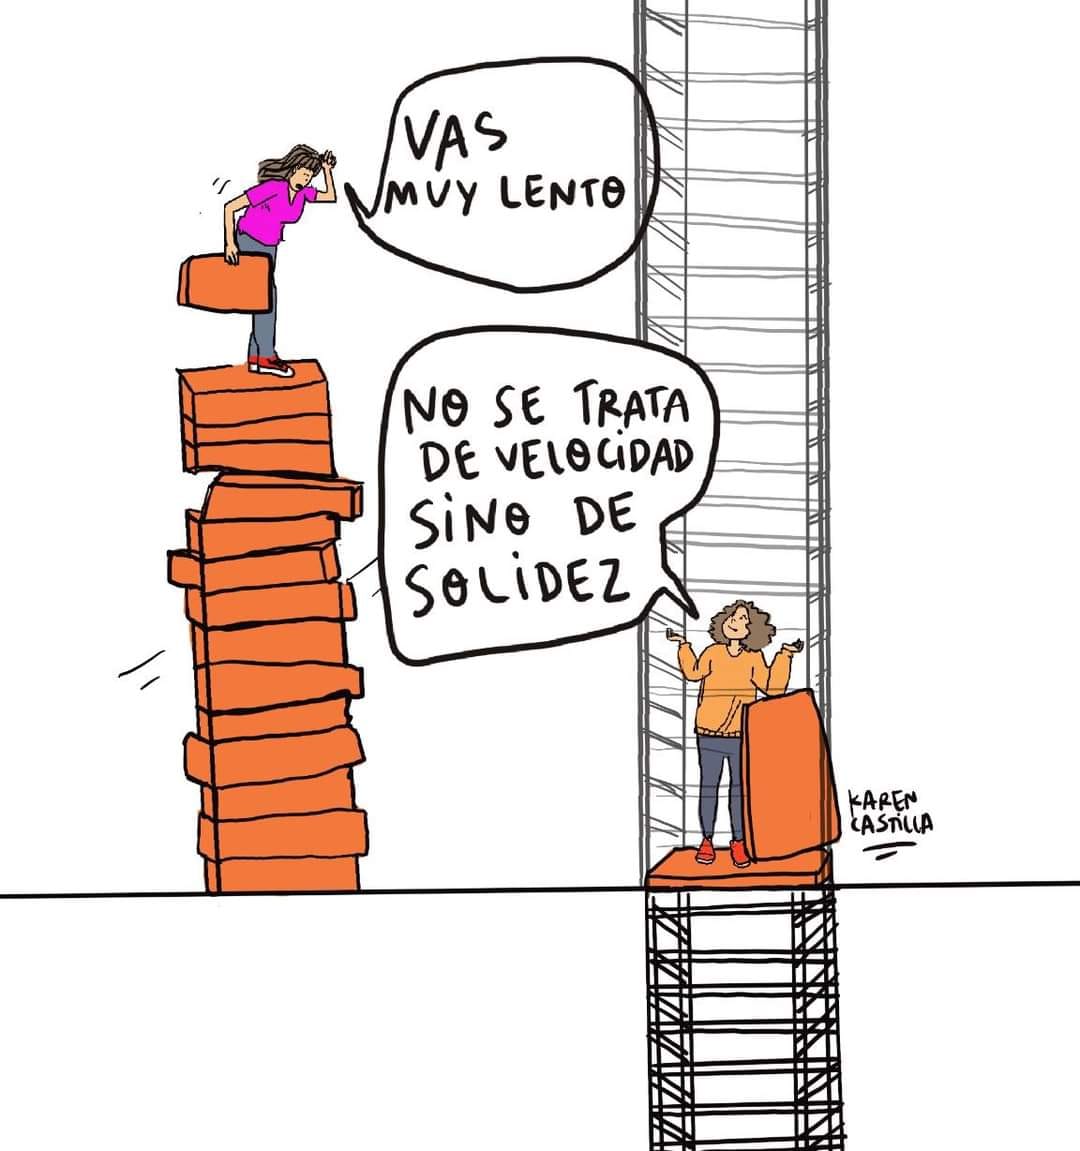 VAS
MUY LENTO
NO SE TRATA
DE VELOCIDAD
SINO DE
SOLIDEZ
KAREN
CASTILLA